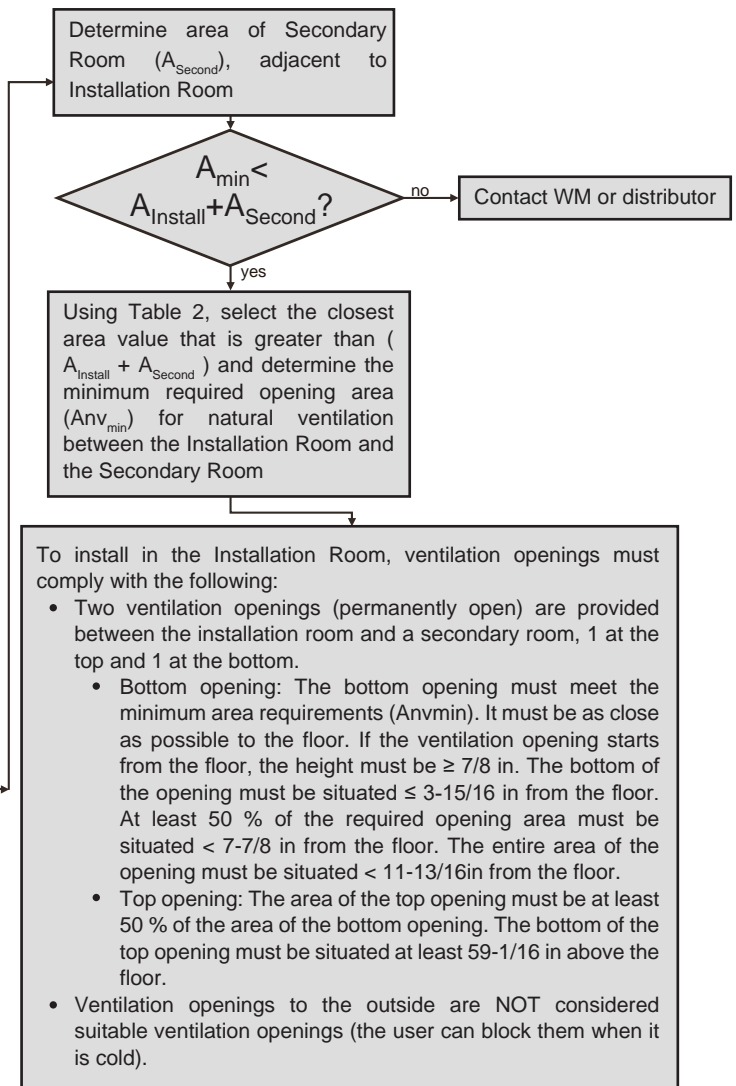 Determine area of Secondary
Room (A_Second), adjacent to
Installation Room
A_min<
A_Install+A_Second?
no
Contact WM or distributor
yes
Using Table 2, select the closest
area value that is greater than (
A_Install + A_Second ) and determine the
minimum required opening area
(Anv_min) for natural ventilation
between the Installation Room and
the Secondary Room
To install in the Installation Room, ventilation openings must
comply with the following:
• Two ventilation openings (permanently open) are provided
between the installation room and a secondary room, 1 at the
top and 1 at the bottom.
• Bottom opening: The bottom opening must meet the
minimum area requirements (Anvmin). It must be as close
as possible to the floor. If the ventilation opening starts
from the floor, the height must be ≥ 7/8 in. The bottom of
the opening must be situated ≤ 3-15/16 in from the floor.
At least 50 % of the required opening area must be
situated < 7-7/8 in from the floor. The entire area of the
opening must be situated < 11-13/16in from the floor.
• Top opening: The area of the top opening must be at least
50 % of the area of the bottom opening. The bottom of the
top opening must be situated at least 59-1/16 in above the
floor.
• Ventilation openings to the outside are NOT considered
suitable ventilation openings (the user can block them when it
is cold).